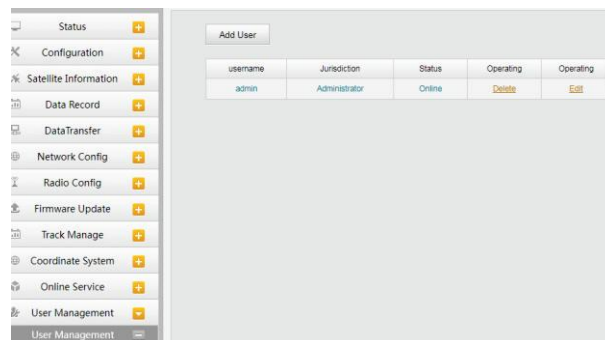 Status
Configuration
Satellite Information
Data Record
DataTransfer
Network Config
Radio Config
Firmware Update
Track Manage
Coordinate System
Online Service
User Management
User Management
Add User
username Jurisdiction Status Operating Operating
admin Administrator Online Delete Edit